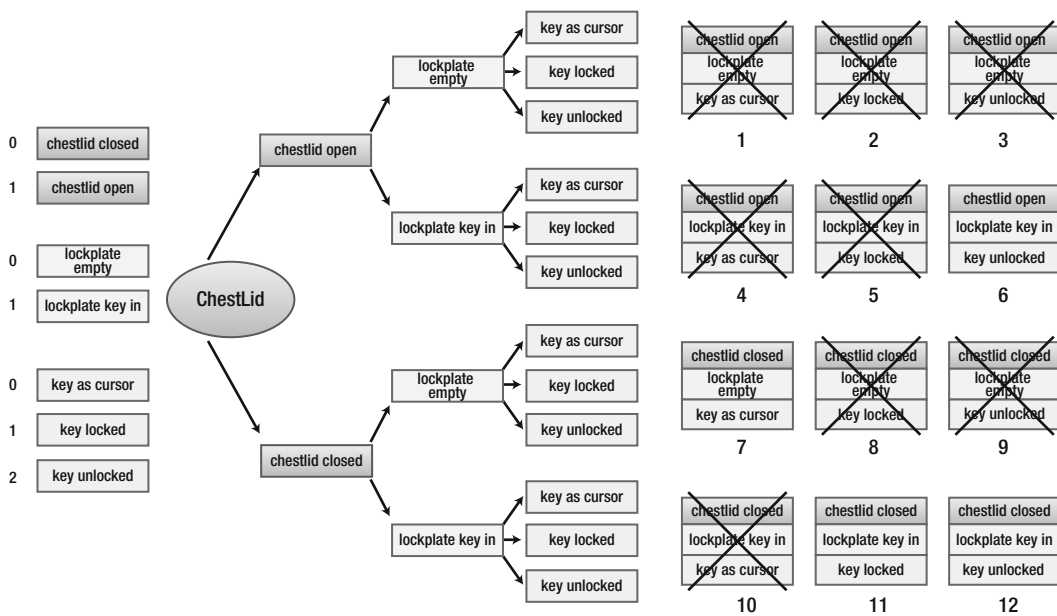 0 chestlid closed
1 chestlid open
0 lockplate
empty
1 lockplate key in
0 key as cursor
1 key locked
2 key unlocked
ChestLid
chestlid open
lockplate
empty
key as cursor
key locked
key unlocked
lockplate key in
key as cursor
key locked
key unlocked
chestlid closed
lockplate
empty
key as cursor
key locked
key unlocked
lockplate key in
key as cursor
key locked
key unlocked
chestlid open
lockplate
empty
key as cursor
1
chestlid open
lockplate
empty
key locked
2
chestlid open
lockplate
empty
key unlocked
3
chestlid open
lockplate key in
key as cursor
4
chestlid open
lockplate key in
key locked
5
chestlid open
lockplate key in
key unlocked
6
chestlid closed
lockplate
empty
key as cursor
7
chestlid closed
lockplate
empty
key locked
8
chestlid closed
lockplate
empty
key unlocked
9
chestlid closed
lockplate key in
key as cursor
10
chestlid closed
lockplate key in
key locked
11
chestlid closed
lockplate key in
key unlocked
12